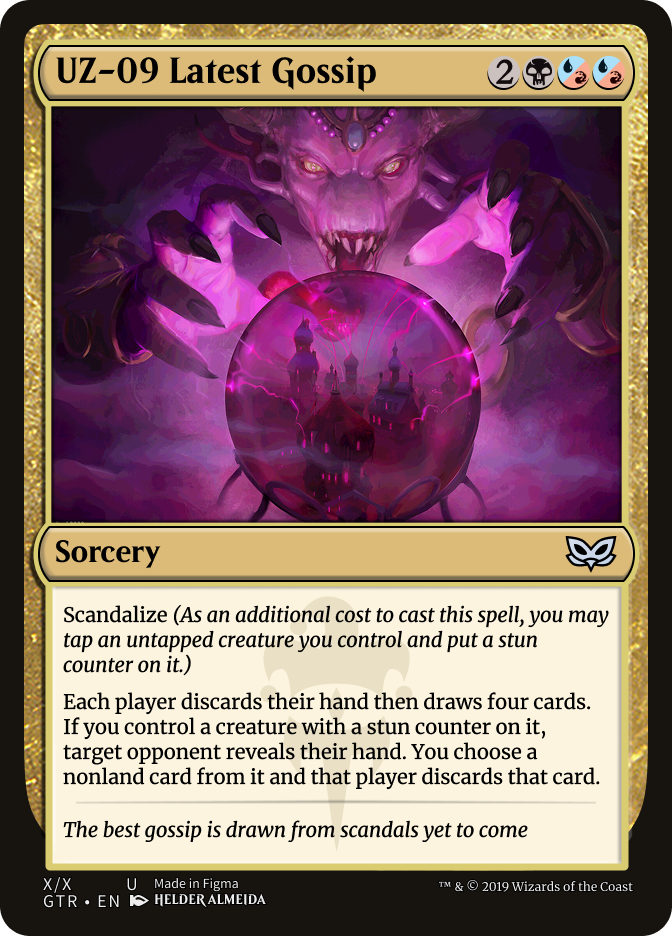 UZ-09 Latest Gossip 2
Sorcery
Scandalize (As an additional cost to cast this spell, you may
tap an untapped creature you control and put a stun
counter on it.)
Each player discards their hand then draws four cards.
If you control a creature with a stun counter on it,
target opponent reveals their hand. You choose a
nonland card from it and that player discards that card.
The best gossip is drawn from scandals yet to come
X/X U Made in Figma ™ & © 2019 Wizards of the Coast
GTR • EN HELDER ALMEIDA